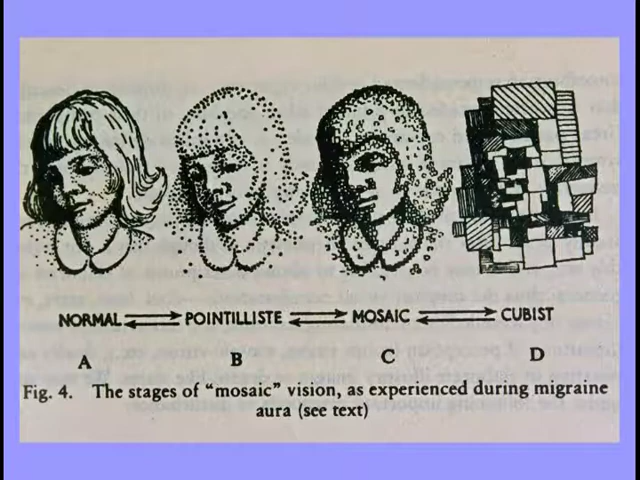 NORMAL POINTILLISTE MOSAIC CUBIST
A B C D
Fig. 4. The stages of "mosaic" vision, as experienced during migraine
aura (see text)